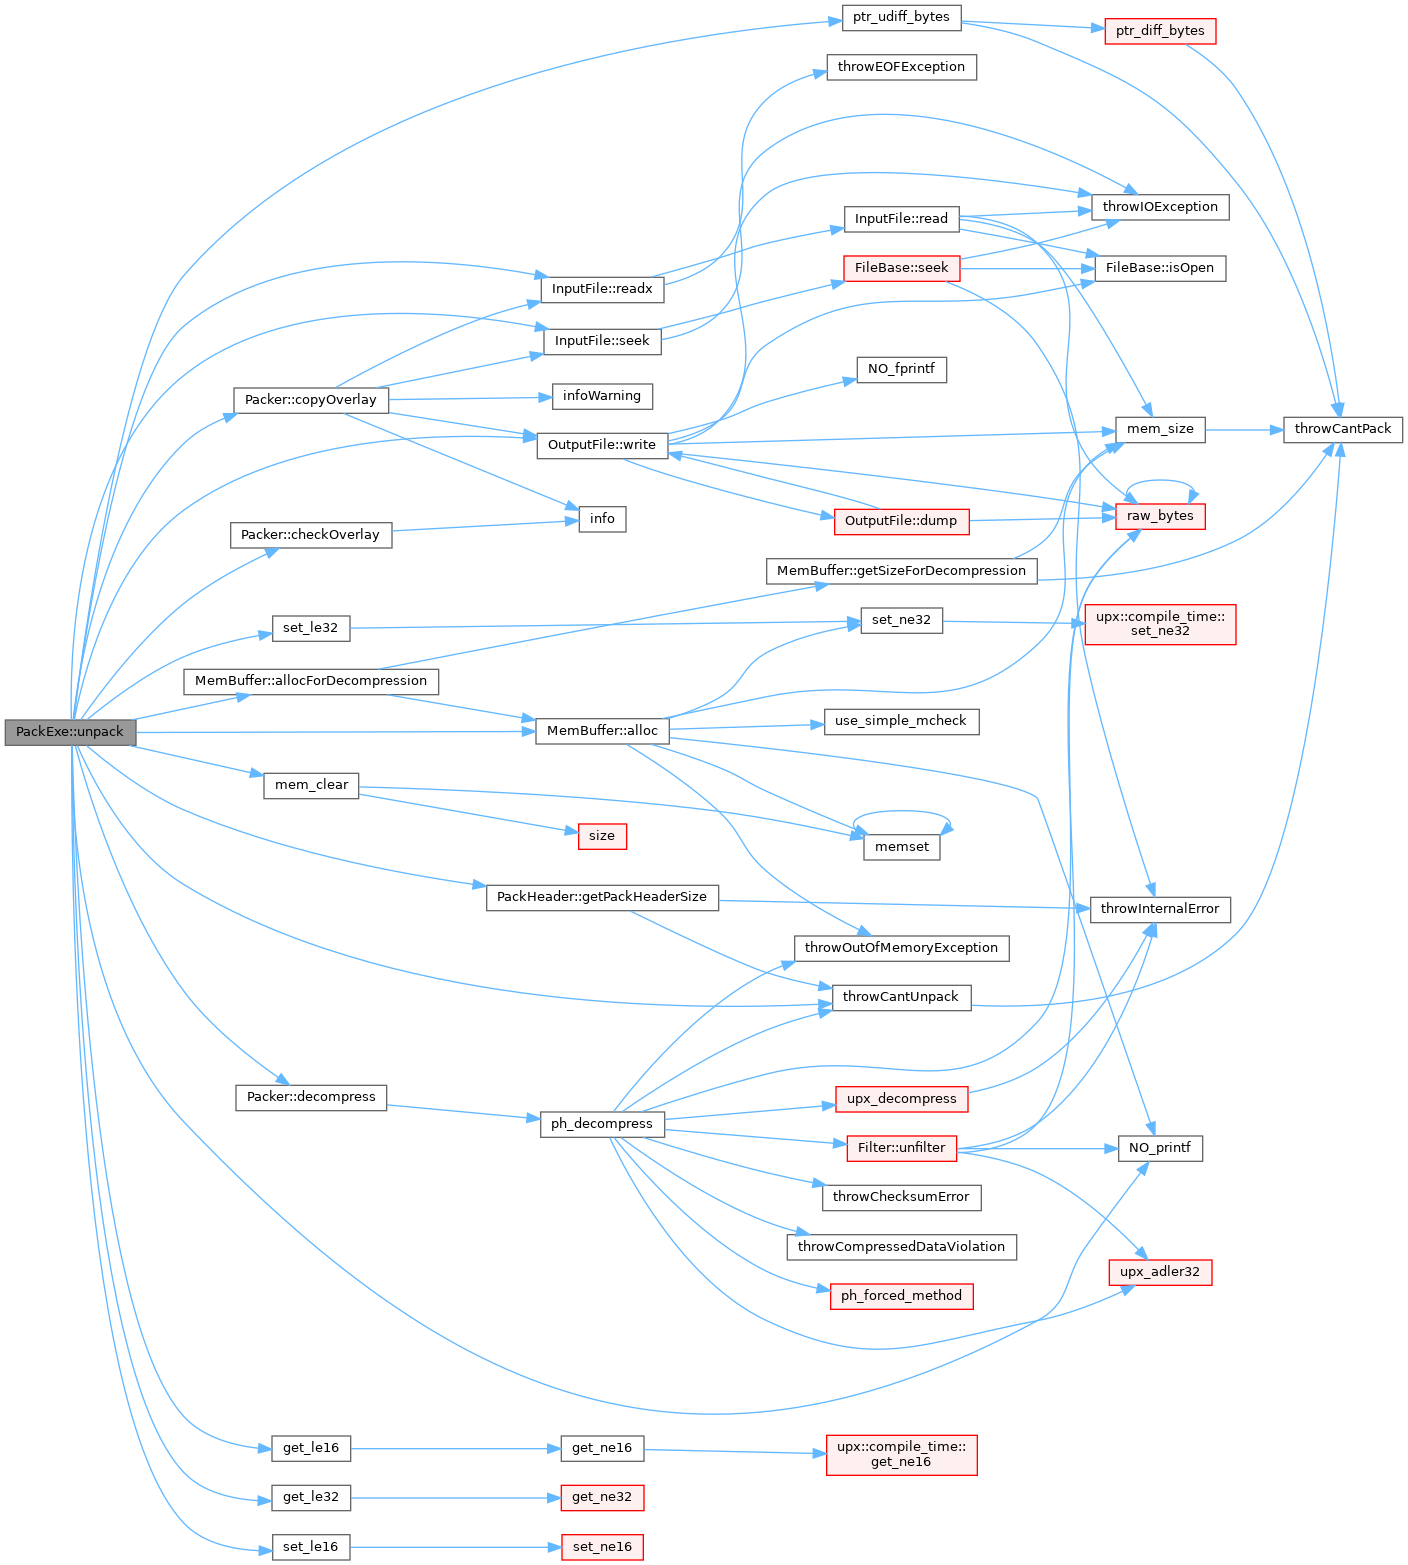 ptr_udiff_bytes
ptr_diff_bytes
throwEOFException
throwIOException
InputFile::read
FileBase::seek
FileBase::isOpen
InputFile::readx
InputFile::seek
NO_fprintf
Packer::copyOverlay
infoWarning
mem_size
throwCantPack
OutputFile::write
info
OutputFile::dump
raw_bytes
Packer::checkOverlay
MemBuffer::getSizeForDecompression
set_le32
set_ne32
upx::compile_time::
set_ne32
MemBuffer::allocForDecompression
PackExe::unpack
MemBuffer::alloc
use_simple_mcheck
mem_clear
size
memset
PackHeader::getPackHeaderSize
throwInternalError
throwOutOfMemoryException
throwCantUnpack
Packer::decompress
ph_decompress
upx_decompress
Filter::unfilter
NO_printf
throwChecksumError
throwCompressedDataViolation
upx_adler32
ph_forced_method
get_le16
get_ne16
upx::compile_time::
get_ne16
get_le32
get_ne32
set_le16
set_ne16